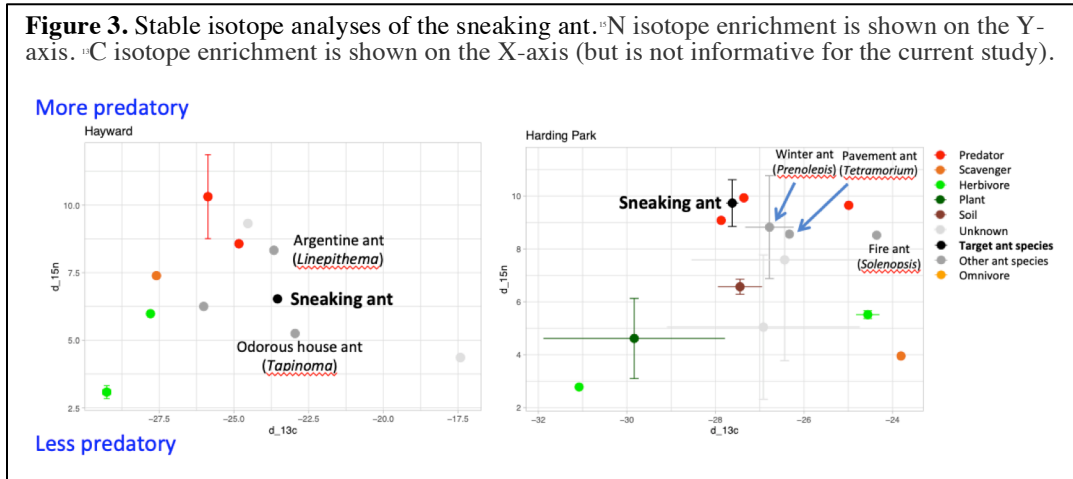 Figure 3. Stable isotope analyses of the sneaking ant. ¹⁵N isotope enrichment is shown on the Y-
axis. ¹³C isotope enrichment is shown on the X-axis (but is not informative for the current study).
More predatory
Hayward
10.0
7.5
5.0
2.5
d_15n
Argentine ant
(Linepithema)
Sneaking ant
Odorous house ant
(Tapinoma)
−27.5 −25.0 −22.5 −20.0 −17.5
d_13c
Less predatory
Harding Park
10
8
6
4
2
d_15n
Winter ant
(Prenolepis)
Pavement ant
(Tetramorium)
Sneaking ant
Fire ant
(Solenopsis)
−32 −30 −28 −26 −24
d_13c
Predator
Scavenger
Herbivore
Plant
Soil
Unknown
Target ant species
Other ant species
Omnivore